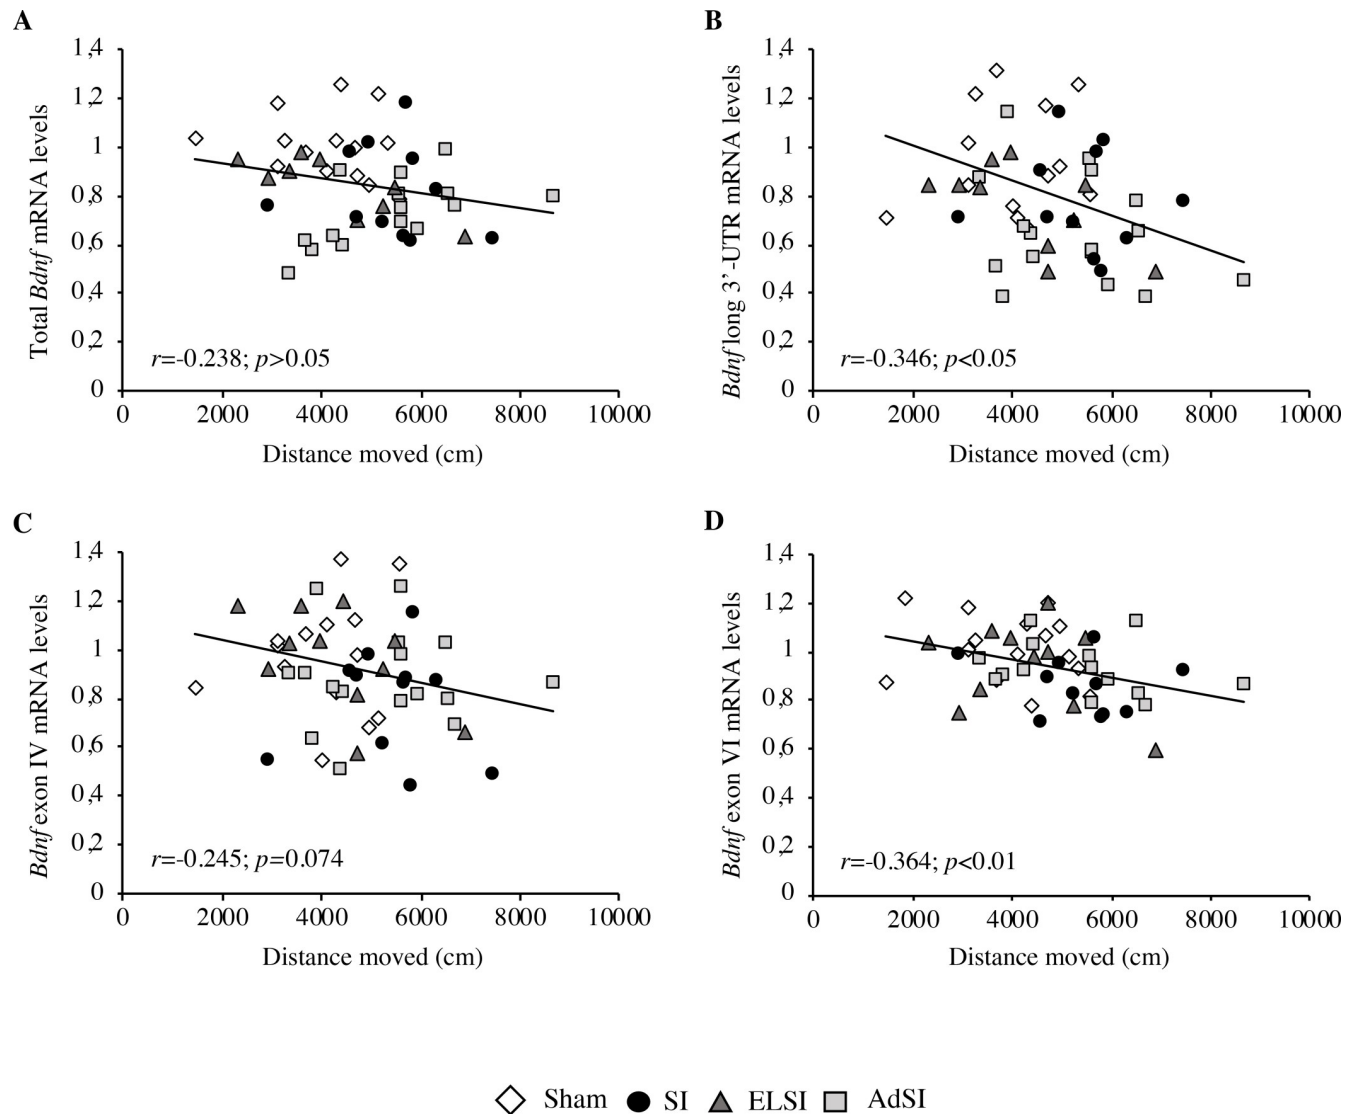 A
Total Bdnf mRNA levels
1,4
1,2
1
0,8
0,6
0,4
0,2
0
r=-0.238; p>0.05
0 2000 4000 6000 8000 10000
Distance moved (cm)
B
Bdnf long 3’-UTR mRNA levels
1,4
1,2
1
0,8
0,6
0,4
0,2
0
r=-0.346; p<0.05
0 2000 4000 6000 8000 10000
Distance moved (cm)
C
Bdnf exon IV mRNA levels
1,4
1,2
1
0,8
0,6
0,4
0,2
0
r=-0.245; p=0.074
0 2000 4000 6000 8000 10000
Distance moved (cm)
D
Bdnf exon VI mRNA levels
1,4
1,2
1
0,8
0,6
0,4
0,2
0
r=-0.364; p<0.01
0 2000 4000 6000 8000 10000
Distance moved (cm)
Sham SI ELSI AdSI